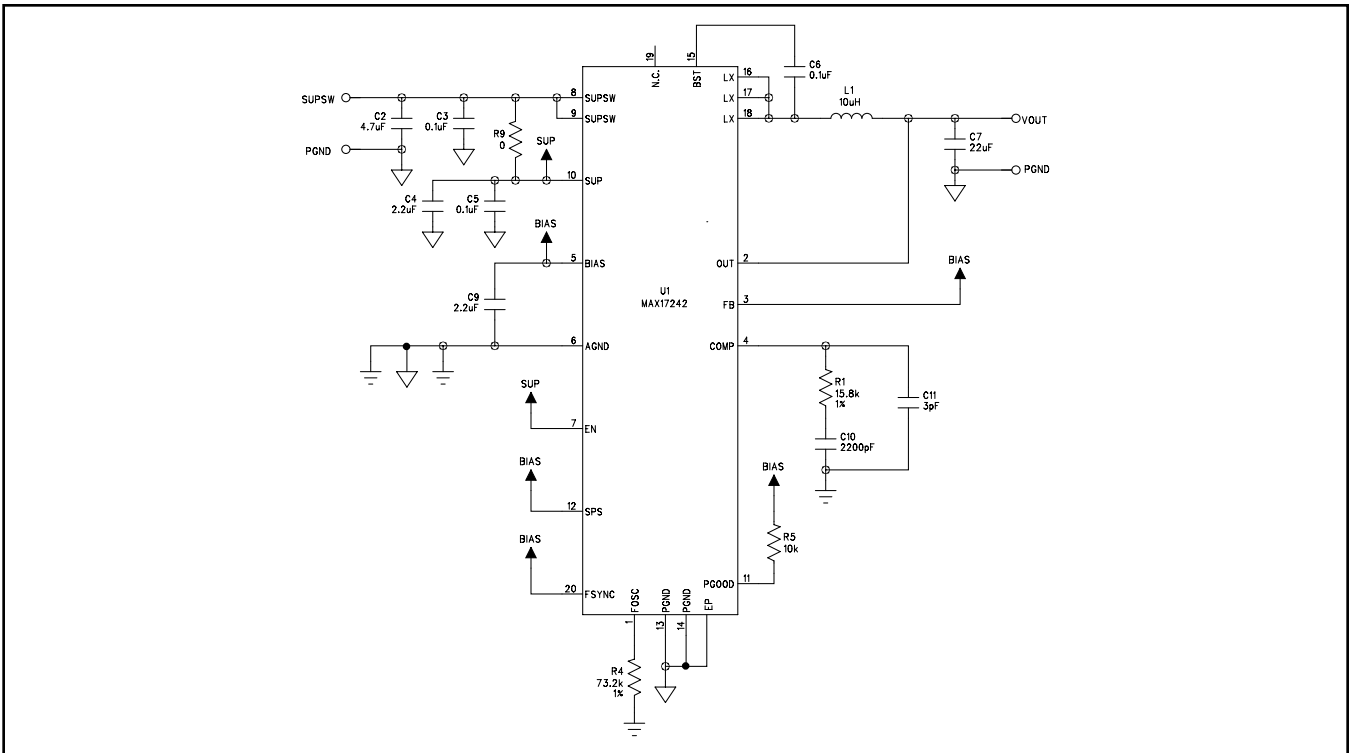 19
N.C.
15
BST
C6
0.1uF
LX 16
LX 17
LX 18
L1
10uH
VOUT
C7
22uF
PGND
SUPSW
C2
4.7uF
C3
0.1uF
R9
0
SUP
8 SUPSW
9 SUPSW
PGND
10 SUP
C4
2.2uF
C5
0.1uF
BIAS
5 BIAS
OUT 2
BIAS
FB 3
U1
MAX17242
C9
2.2uF
6 AGND
COMP 4
R1
15.8k
1%
C11
3pF
C10
2200pF
SUP
7 EN
BIAS
12 SPS
BIAS
R5
10k
BIAS
20 FSYNC
PGOOD 11
FOSC
1
PGND
13
PGND
14
EP
R4
73.2k
1%